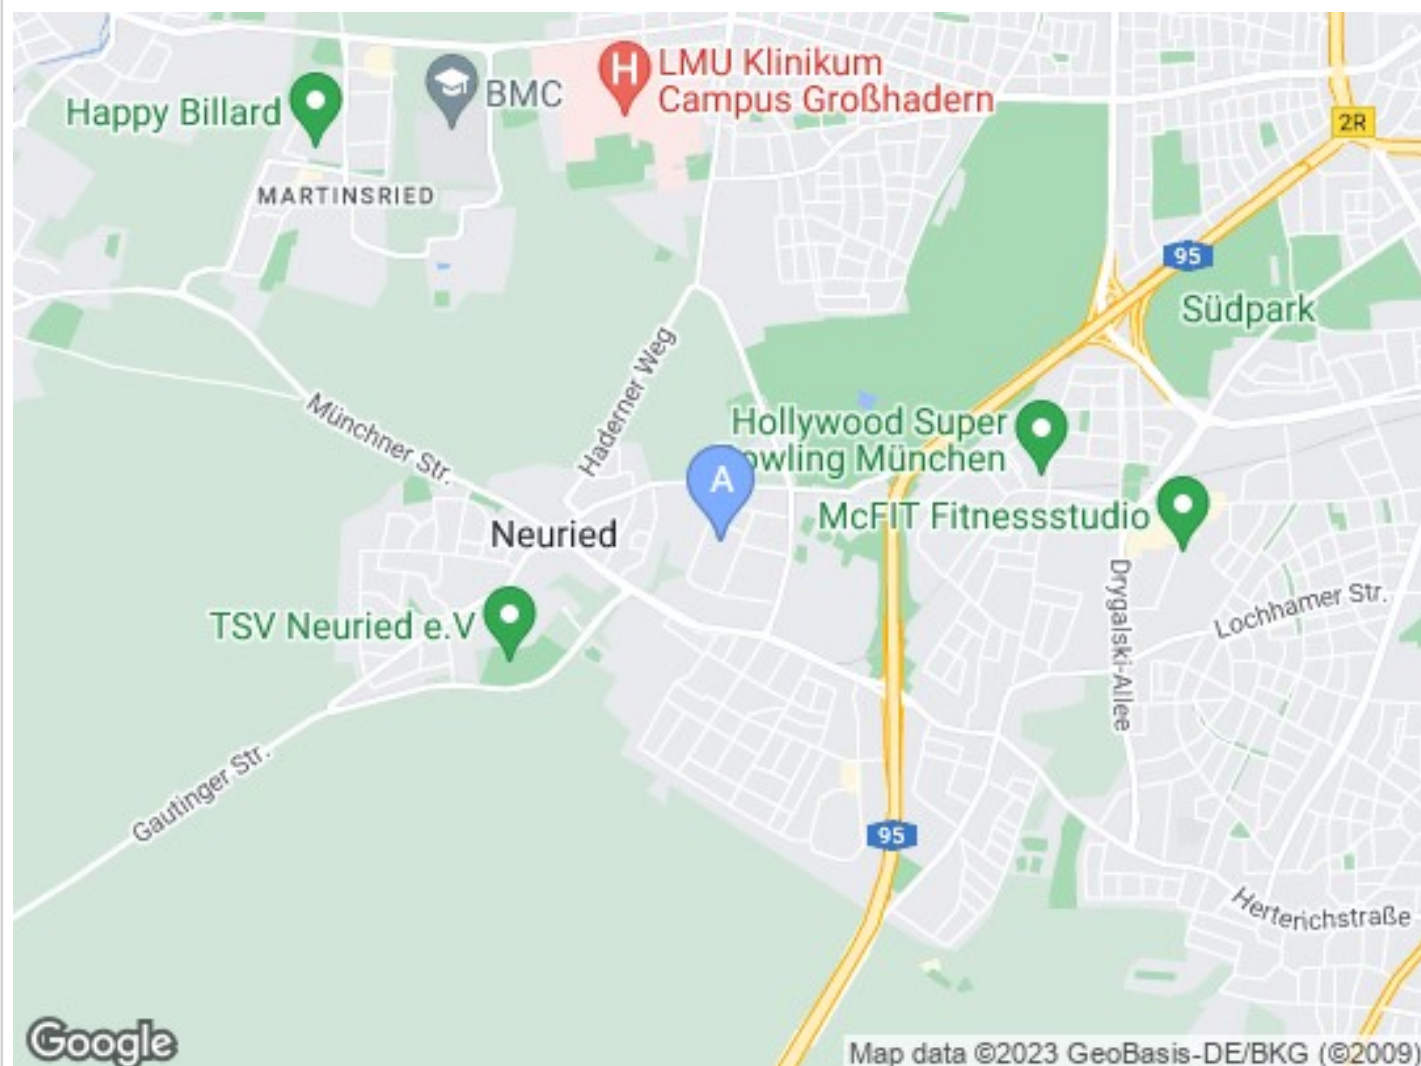 LMU Klinikum
Campus Großhadern
BMC
Happy Billard
2R
MARTINSRIED
95
Südpark
Haderner Weg
Münchner Str.
Hollywood Super
owling München
A
McFIT Fitnessstudio
Neuried
Drygalski-Allee
Lochhamer Str.
TSV Neuried e.V
Gautinger Str.
95
Herterichstraße
Google
Map data ©2023 GeoBasis-DE/BKG (©2009)